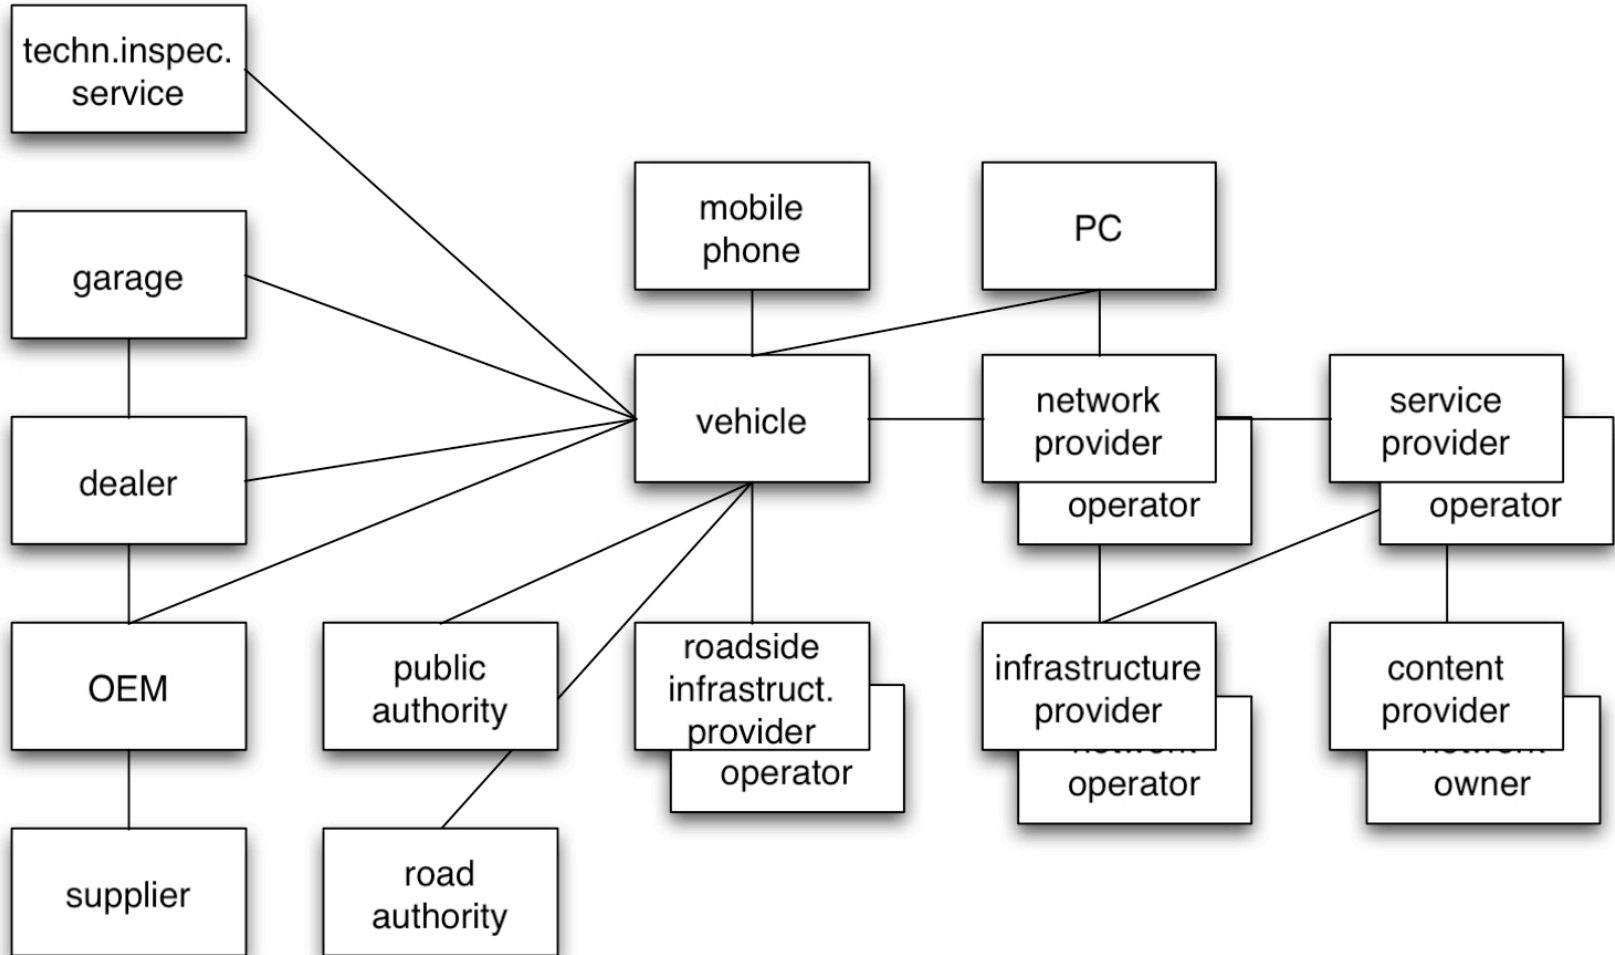 techn.inspec.
service
mobile
phone
PC
garage
vehicle
network
provider
operator
service
provider
operator
dealer
OEM
public
authority
roadside
infrastruct.
provider
operator
infrastructure
provider
operator
content
provider
owner
supplier
road
authority